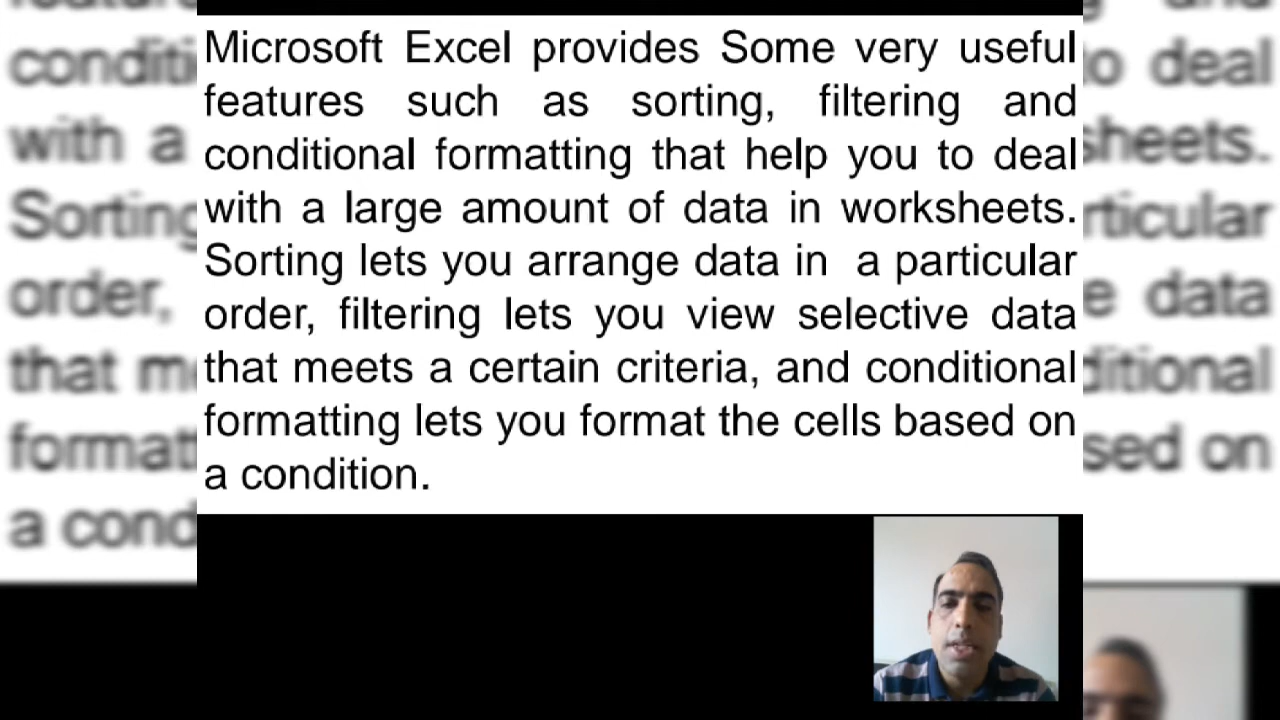 Microsoft Excel provides Some very useful
features such as sorting, filtering and
conditional formatting that help you to deal
with a large amount of data in worksheets.
Sorting lets you arrange data in a particular
order, filtering lets you view selective data
that meets a certain criteria, and conditional
formatting lets you format the cells based on
a condition.